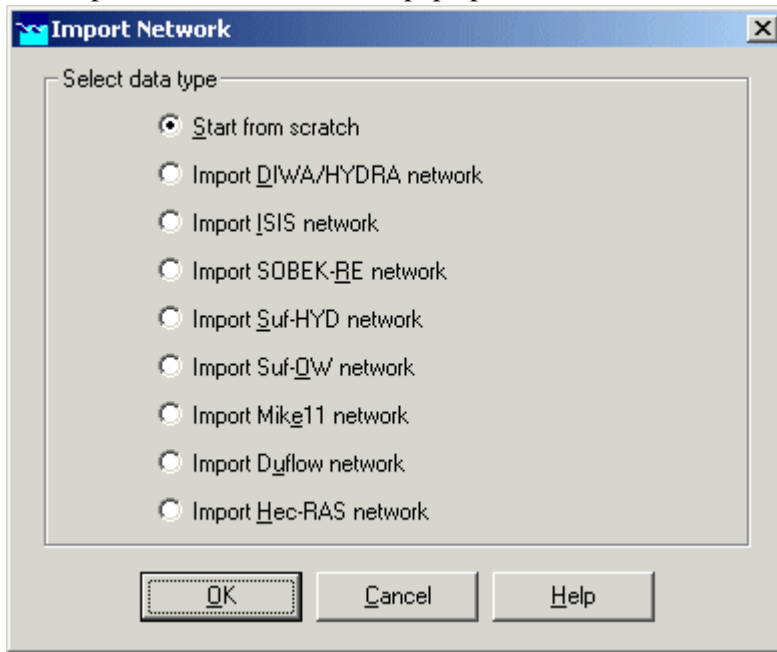 Import Network
Select data type
Start from scratch
Import DIWA/HYDRA network
Import ISIS network
Import SOBEK-RE network
Import Suf-HYD network
Import Suf-OW network
Import Mike11 network
Import Duflow network
Import Hec-RAS network
OK Cancel Help